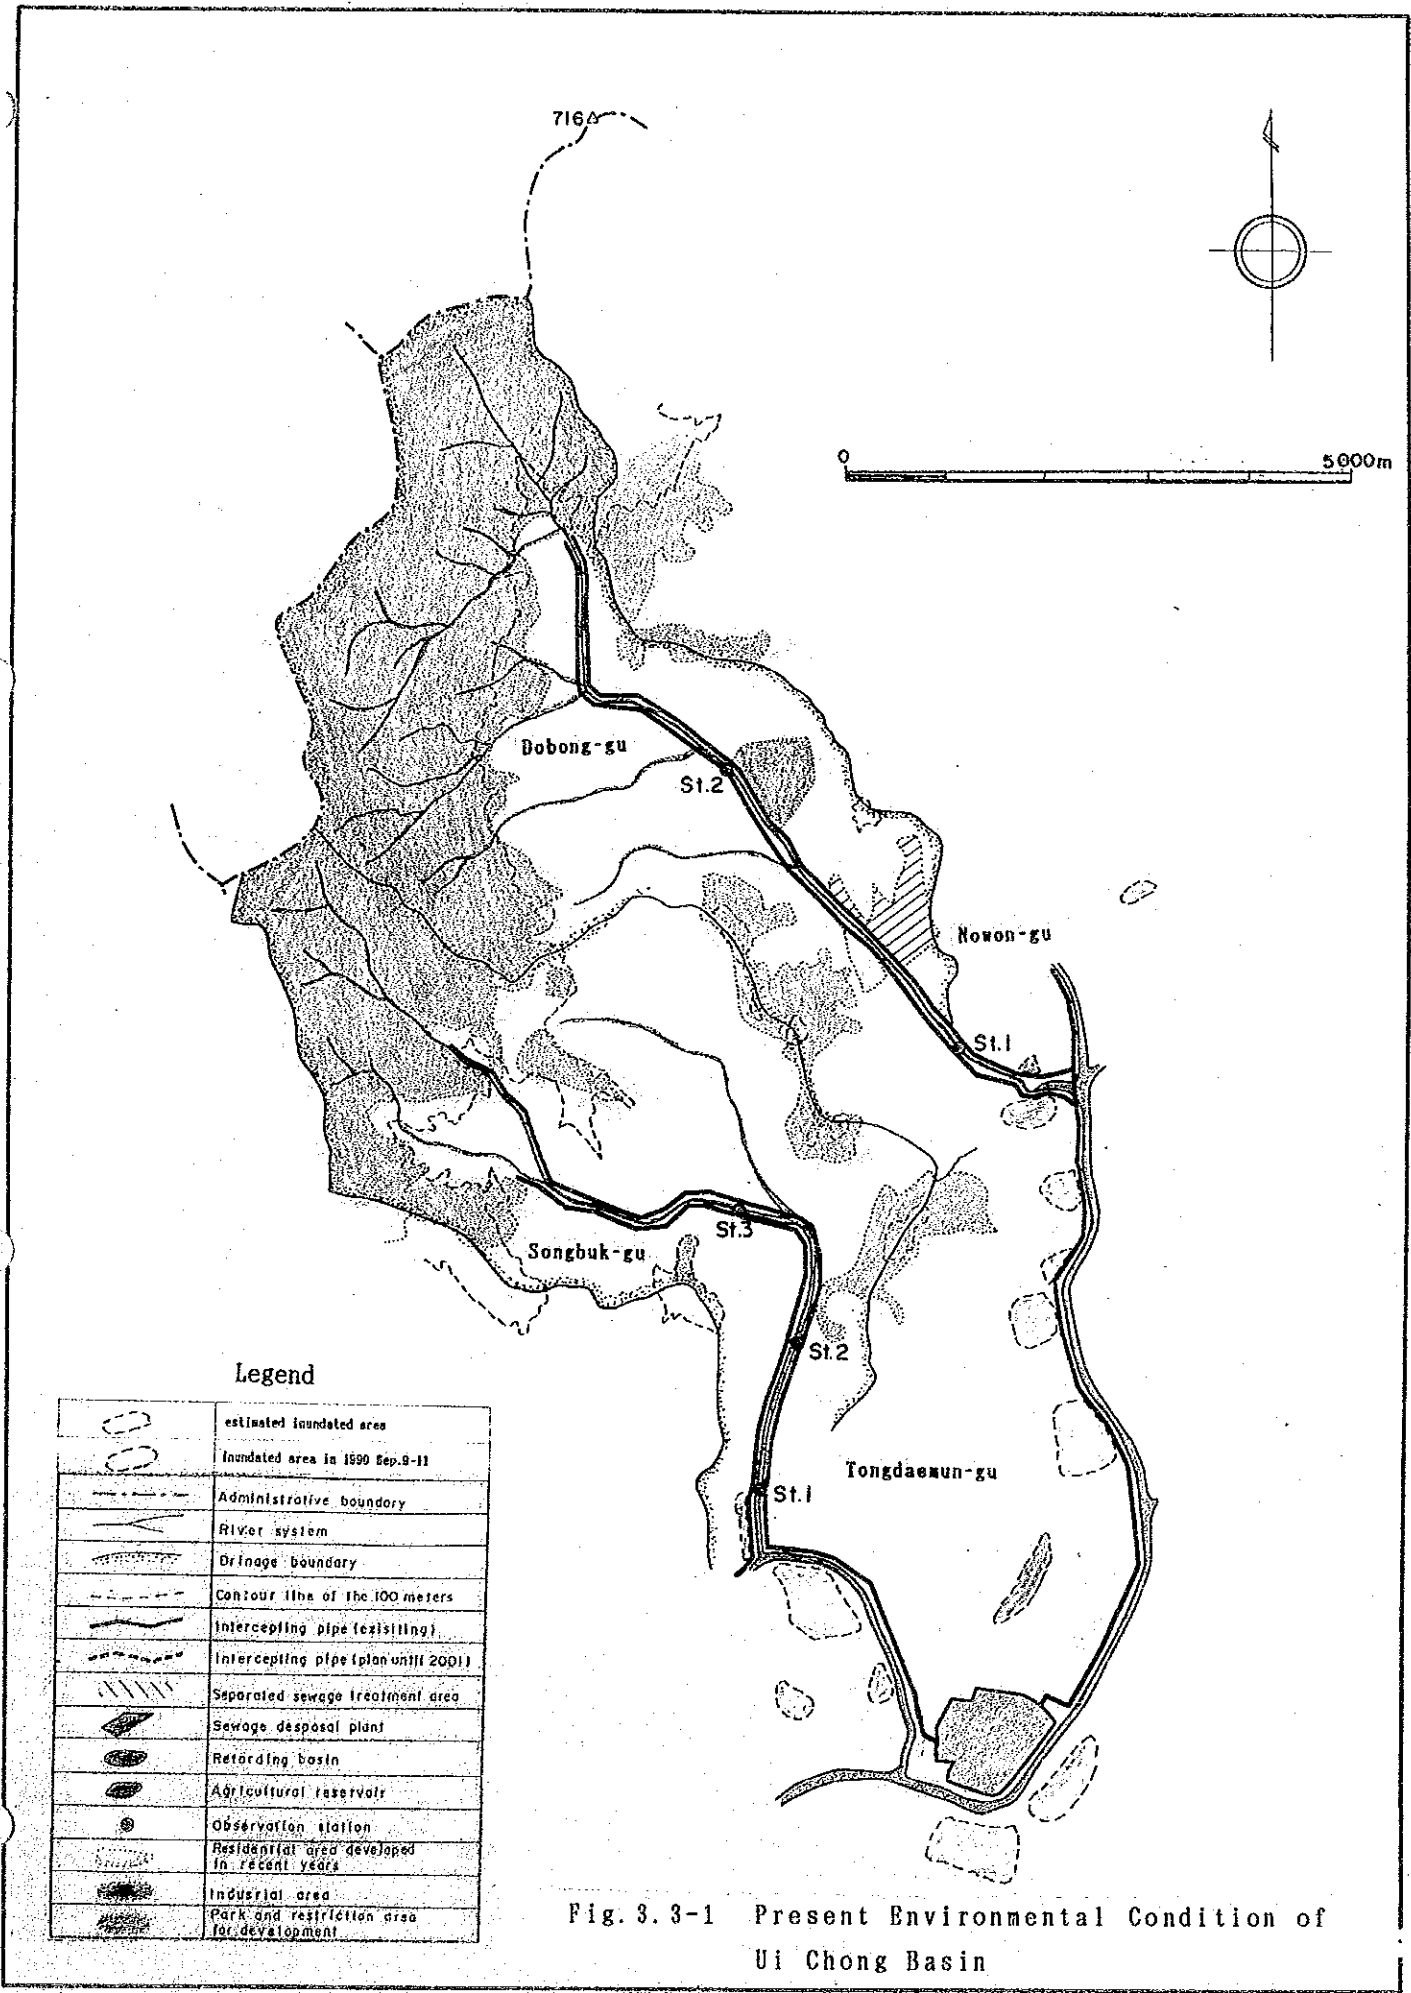 716
0
5000m
Dobong-gu
St.2
Nowon-gu
St.1
St.3
Songbuk-gu
St.2
Tongdaemun-gu
St.1
Legend
estimated inundated area
Inundated area in 1990 Sep.9-11
Administrative boundary
River system
Drinage boundary
Contour line of the 100 meters
Intercepting pipe (exisiting)
Intercepting pipe (plan until 2001)
Separated sewage treatment area
Sewage desposal plant
Retarding basin
Agricultural reservoir
Observation station
Residential area developed
in recent years
Indusrial area
Park and restriction area
for development
Fig. 3. 3-1 Present Environmental Condition of
Ui Chong Basin